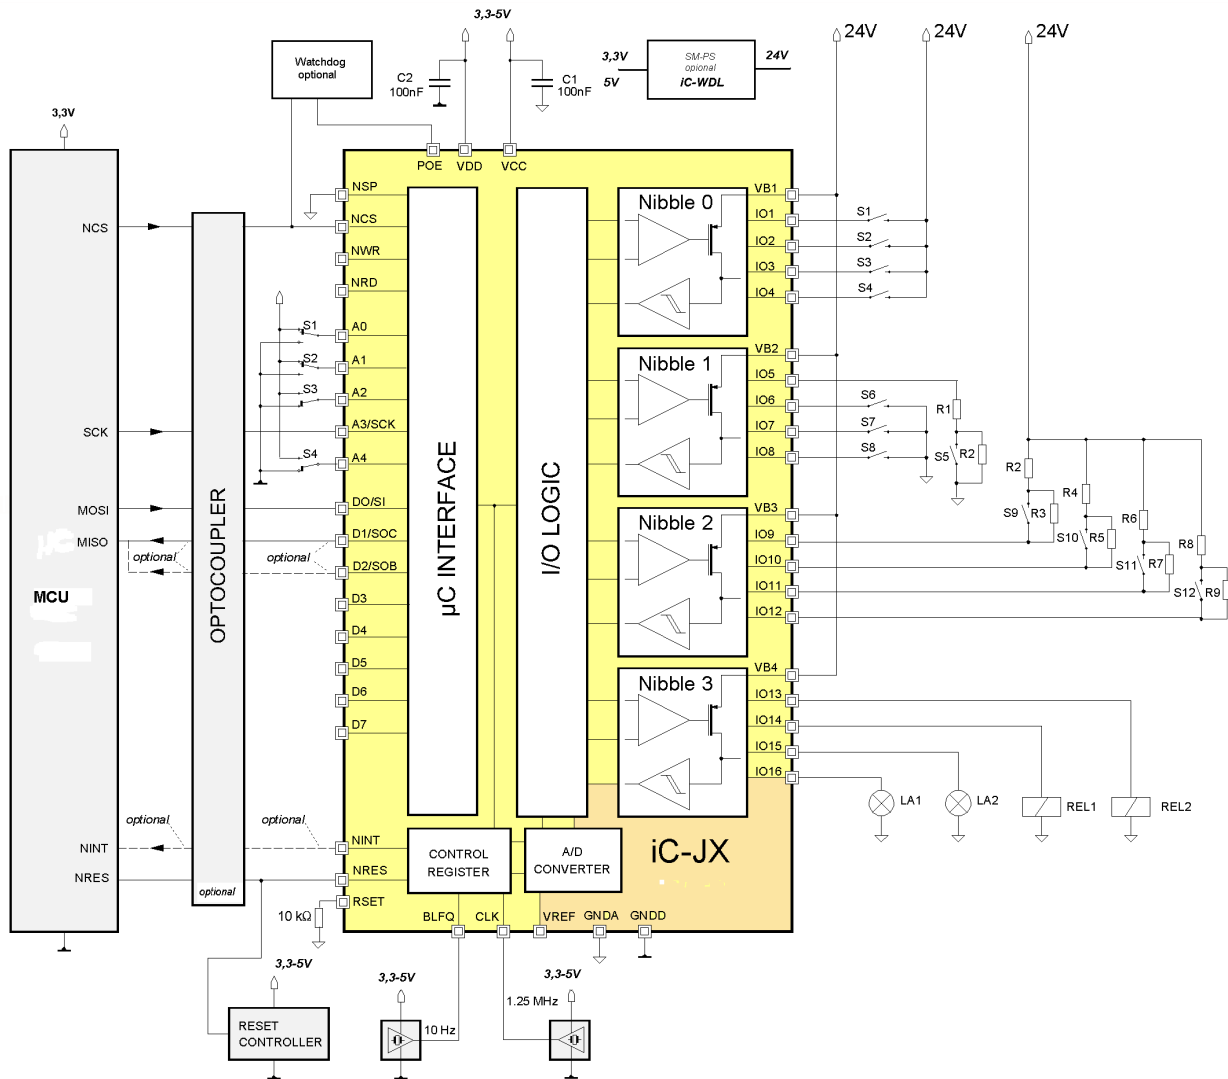 3,3-5V
24V
24V
24V
Watchdog
optional
C2
100nF
C1
100nF
3,3V
5V
SM-PS
opional
iC-WDL
24V
3,3V
POE
VDD
VCC
NSP
NCS
NWR
NRD
A0
A1
A2
A3/SCK
A4
DO/SI
D1/SOC
D2/SOB
D3
D4
D5
D6
D7
NINT
NRES
RSET
S1
S2
S3
S4
NCS
SCK
MOSI
MISO
µC
MCU
NINT
NRES
OPTOCOUPLER
optional
optional
optional
optional
optional
µC INTERFACE
I/O LOGIC
Nibble 0
Nibble 1
Nibble 2
Nibble 3
VB1
IO1
IO2
IO3
IO4
VB2
IO5
IO6
IO7
IO8
VB3
IO9
IO10
IO11
IO12
VB4
IO13
IO14
IO15
IO16
S1
S2
S3
S4
S6
S7
S8
R1
S5
R2
R2
S9
R3
R4
S10
R5
R6
S11
R7
R8
S12
R9
LA1
LA2
REL1
REL2
CONTROL
REGISTER
A/D
CONVERTER
iC-JX
10 kΩ
BLFQ
CLK
VREF
GNDA
GNDD
3,3-5V
RESET
CONTROLLER
3,3-5V
10 Hz
1.25 MHz
3,3-5V